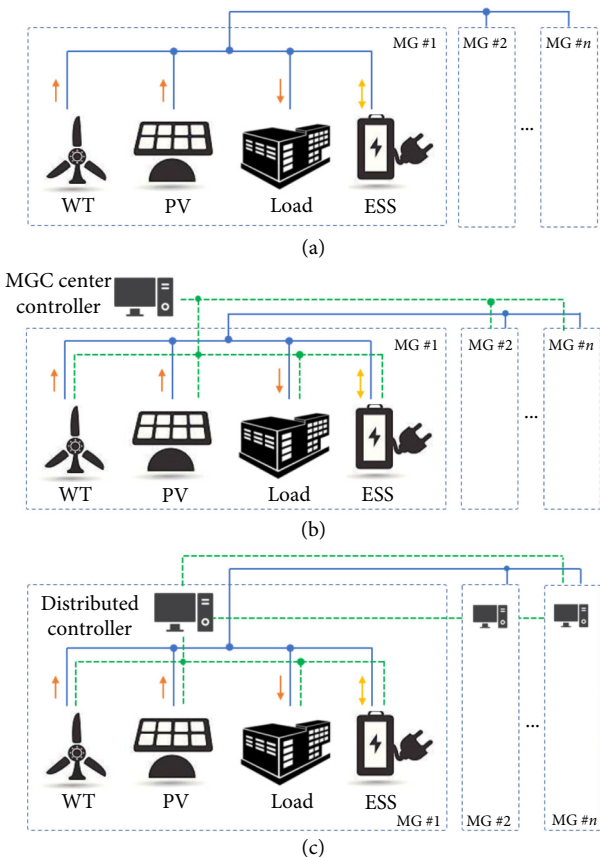 MG #1
MG #2
MG #n
...
WT
PV
Load
ESS
(a)
MGC center
controller
MG #1
MG #2
MG #n
...
WT
PV
Load
ESS
(b)
Distributed
controller
...
WT
PV
Load
ESS
MG #1
MG #2
MG #n
(c)